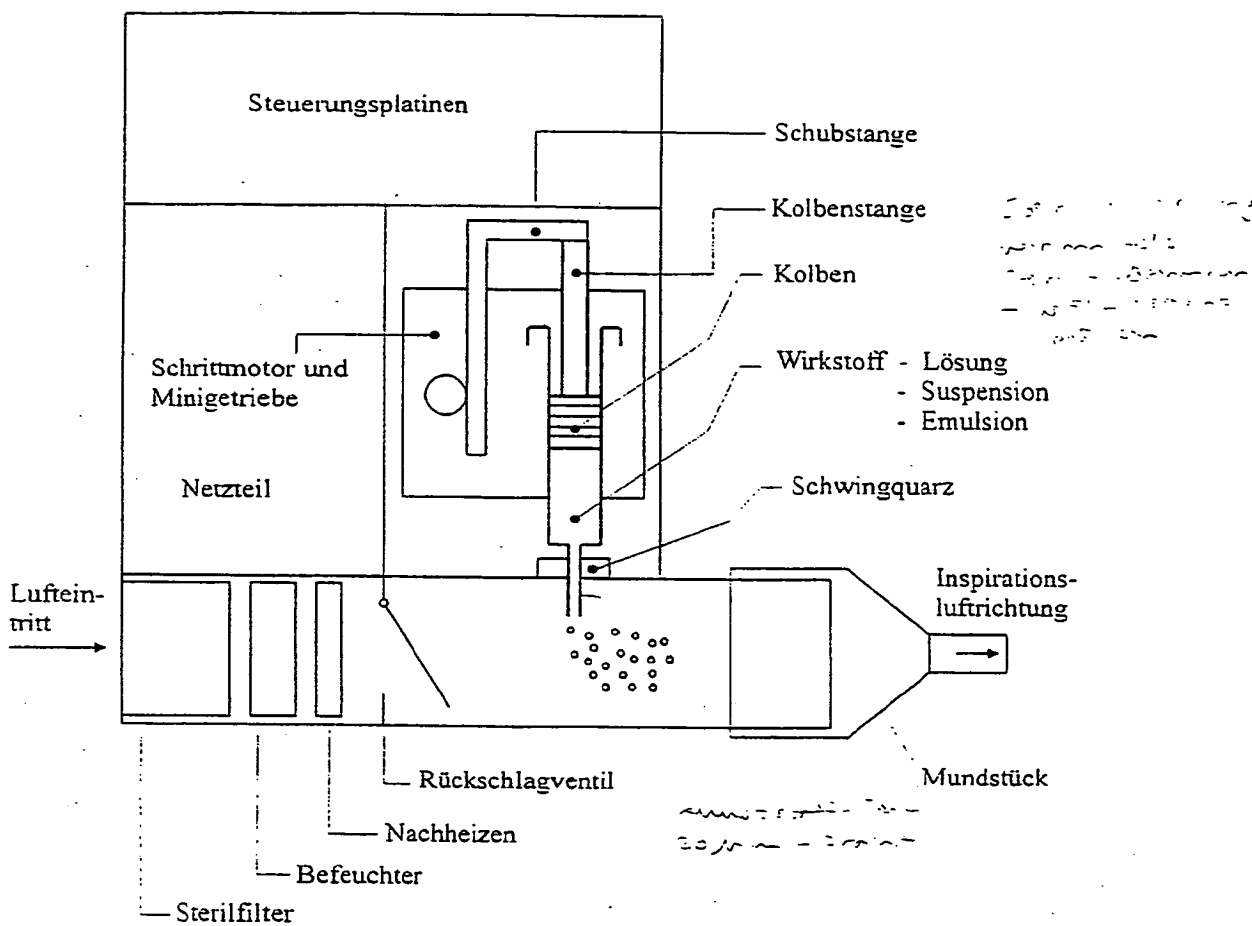 Steuerungsplatinen
Schubstange
Kolbenstange
Kolben
Schrittmotor und
Minigetriebe
Wirkstoff - Lösung
- Suspension
- Emulsion
Netzteil
Schwingquarz
Luftein-
tritt
Inspirations-
luftrichtung
Rückschlagventil
Mundstück
Nachheizen
Befeuchter
Sterilfilter